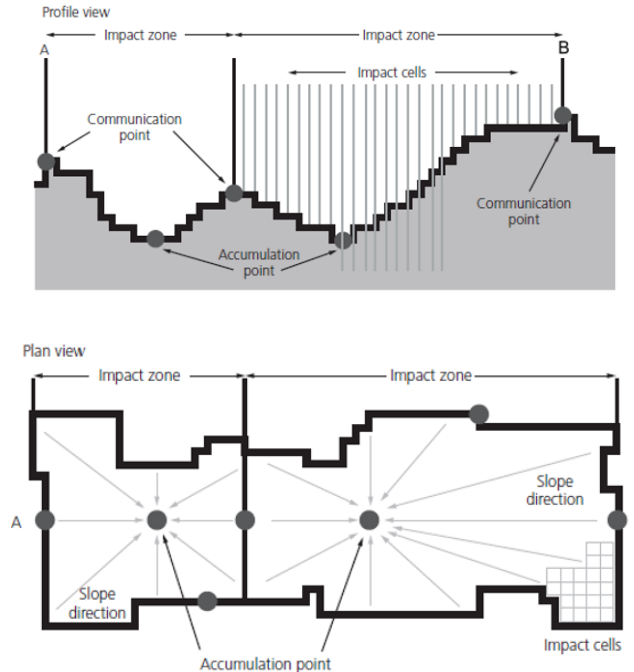 Profile view
Impact zone
Impact zone
A
B
Impact cells
Communication
point
Communication
point
Accumulation
point
Plan view
Impact zone
Impact zone
Slope
direction
A
Slope
direction
Impact cells
Accumulation point